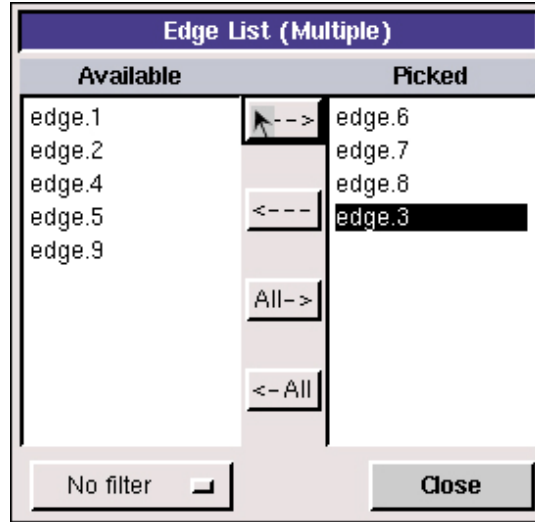 Edge List (Multiple)
Available
Picked
edge.1
edge.2
edge.4
edge.5
edge.9
-->
<---
All->
<-All
edge.6
edge.7
edge.8
edge.3
No filter
Close